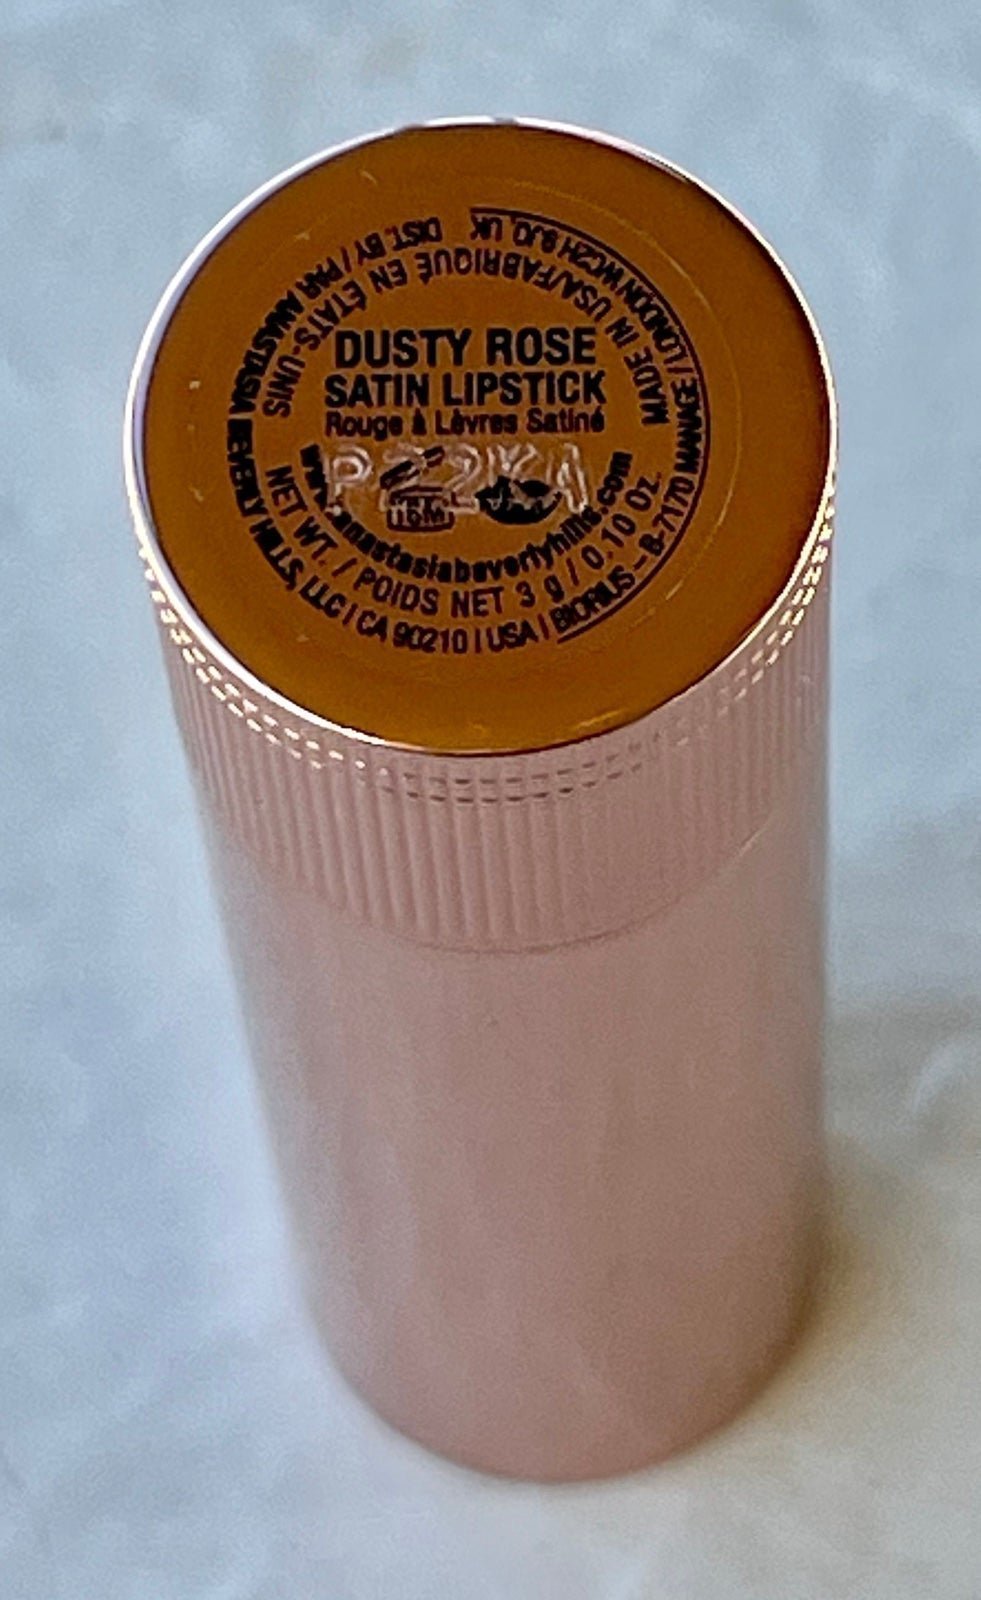 DUSTY ROSE
SATIN LIPSTICK
Rouge à Lèvres Satiné
18M
www.anastasiabeverlyhills.com
NET WT. / POIDS NET 3 g / 0.10 Oz.
MADE IN USA/FABRIQUÉ EN ÉTATS-UNIS
DIST. BY / PAR ANASTASIA BEVERLY HILLS, LLC | CA 90210 | USA | BIORIUS – B-7170 MANAGE / LONDON WC2H 9JQ, UK